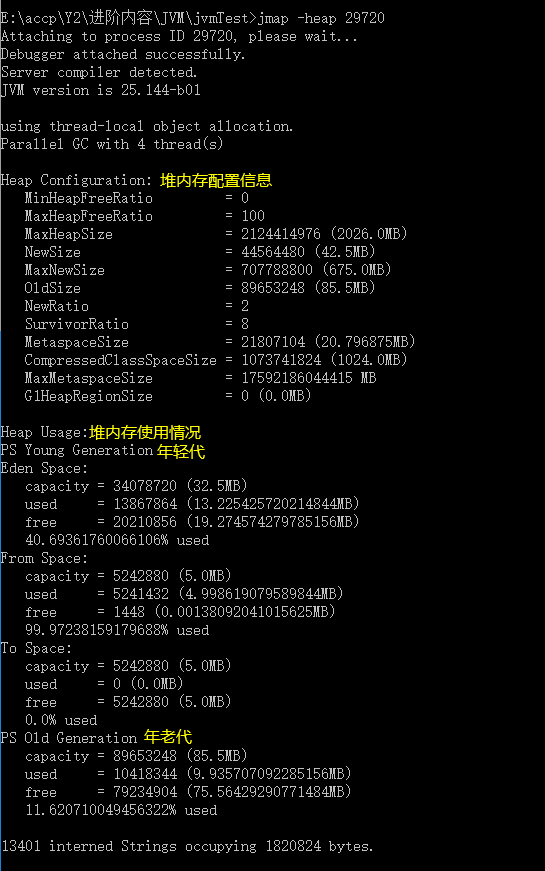 E:\accp\Y2\进阶内容\JVM\jvmTest>jmap -heap 29720
Attaching to process ID 29720, please wait...
Debugger attached successfully.
Server compiler detected.
JVM version is 25.144-b01
using thread-local object allocation.
Parallel GC with 4 thread(s)
Heap Configuration: 堆内存配置信息
MinHeapFreeRatio = 0
MaxHeapFreeRatio = 100
MaxHeapSize = 2124414976 (2026.0MB)
NewSize = 44564480 (42.5MB)
MaxNewSize = 707788800 (675.0MB)
OldSize = 89653248 (85.5MB)
NewRatio = 2
SurvivorRatio = 8
MetaspaceSize = 21807104 (20.796875MB)
CompressedClassSpaceSize = 1073741824 (1024.0MB)
MaxMetaspaceSize = 17592186044415 MB
G1HeapRegionSize = 0 (0.0MB)
Heap Usage:堆内存使用情况
PS Young Generation 年轻代
Eden Space:
capacity = 34078720 (32.5MB)
used = 13867864 (13.225425720214844MB)
free = 20210856 (19.274574279785156MB)
40.69361760066106% used
From Space:
capacity = 5242880 (5.0MB)
used = 5241432 (4.998619079589844MB)
free = 1448 (0.00138092041015625MB)
99.97238159179688% used
To Space:
capacity = 5242880 (5.0MB)
used = 0 (0.0MB)
free = 5242880 (5.0MB)
0.0% used
PS Old Generation 年老代
capacity = 89653248 (85.5MB)
used = 10418344 (9.935707092285156MB)
free = 79234904 (75.56429290771484MB)
11.620710049456322% used
13401 interned Strings occupying 1820824 bytes.